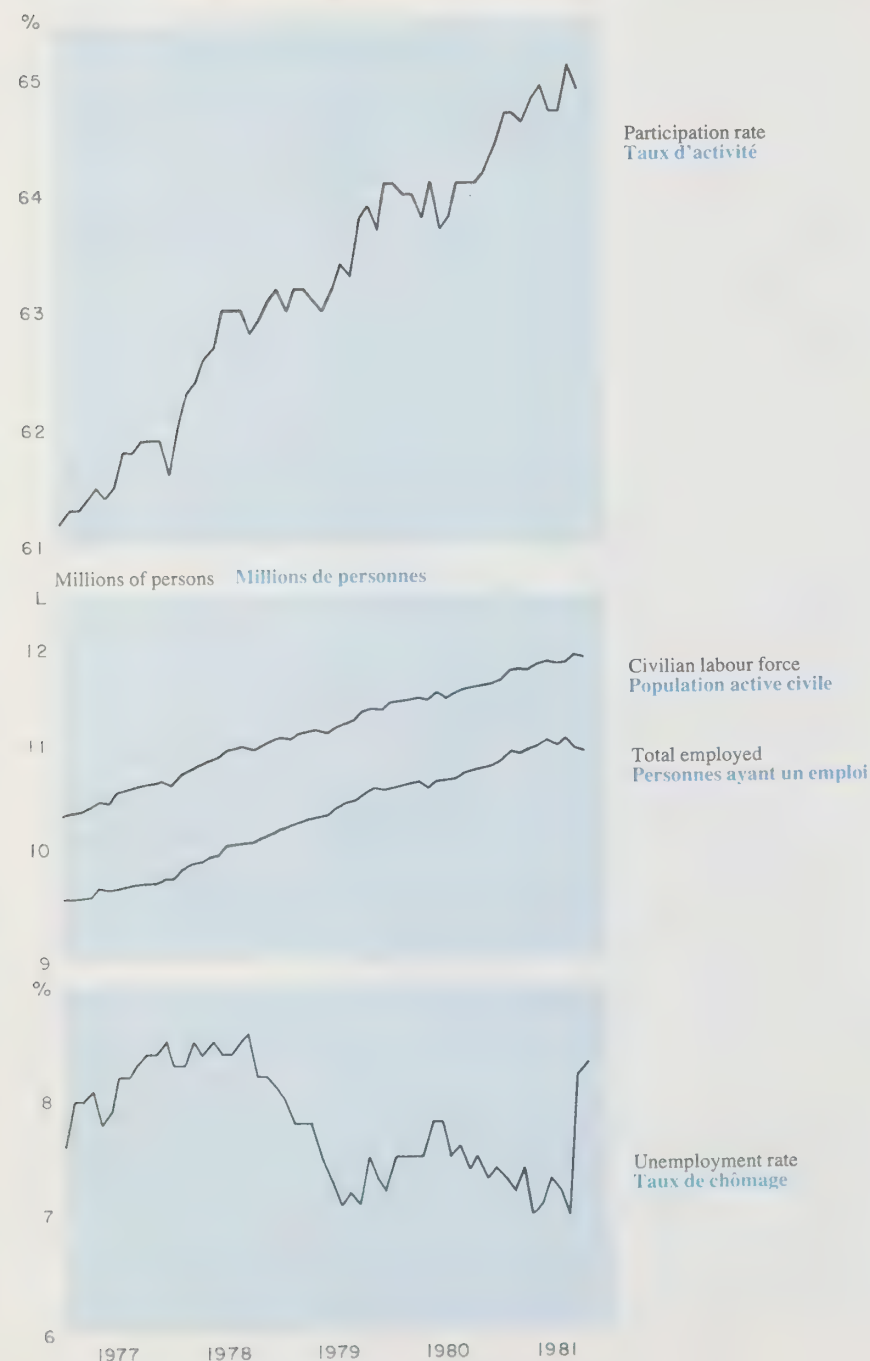 %
65
Participation rate
Taux d'activité
64
63
62
61
Millions of persons Millions de personnes
L
12
Civilian labour force
Population active civile
11
Total employed
Personnes ayant un emploi
10
9
%
8
Unemployment rate
Taux de chômage
7
6
1977 1978 1979 1980 1981